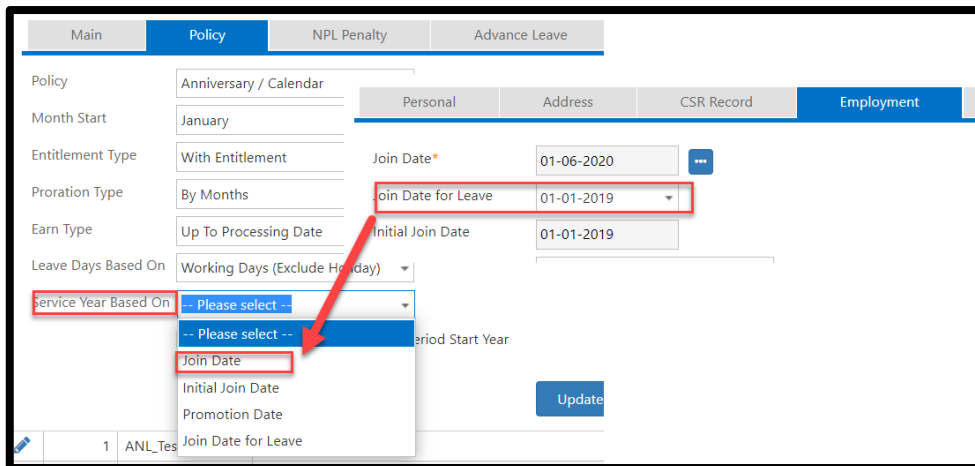 Main Policy NPL Penalty Advance Leave
Policy Anniversary / Calendar
Month Start January
Entitlement Type With Entitlement
Proration Type By Months
Earn Type Up To Processing Date
Leave Days Based On Working Days (Exclude Holiday)
Service Year Based On -- Please select --
-- Please select --
Join Date
Initial Join Date
Promotion Date
Join Date for Leave
Period Start Year
Update
1 ANL_Tes
Personal Address CSR Record Employment
Join Date* 01-06-2020
Join Date for Leave 01-01-2019
Initial Join Date 01-01-2019